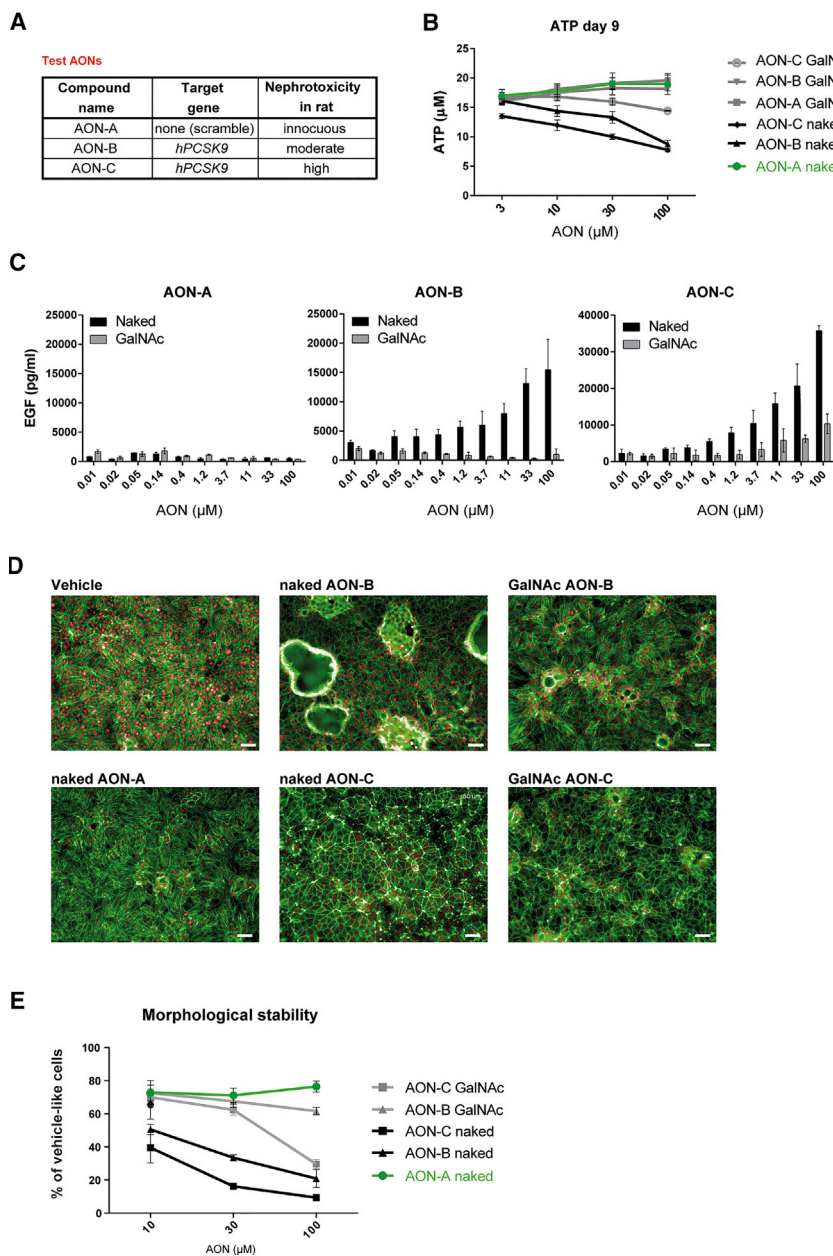 A
Test AONs
Compound name Target gene Nephrotoxicity in rat
AON-A none (scramble) innocuous
AON-B hPCSK9 moderate
AON-C hPCSK9 high
B
ATP day 9
ATP (µM)
25
20
15
10
5
0
3 10 30 100
AON (µM)
AON-C GalN
AON-B GalN
AON-A GalN
AON-C nake
AON-B nake
AON-A nake
C
AON-A
Naked
GalNAc
EGF (pg/ml)
25000
20000
15000
10000
5000
0
0.01 0.02 0.05 0.14 0.4 1.2 3.7 11 33 100
AON (µM)
AON-B
Naked
GalNAc
25000
20000
15000
10000
5000
0
0.01 0.02 0.05 0.14 0.4 1.2 3.7 11 33 100
AON (µM)
AON-C
Naked
GalNAc
40000
30000
20000
10000
0
0.01 0.02 0.05 0.14 0.4 1.2 3.7 11 33 100
AON (µM)
D
Vehicle
naked AON-B
GalNAc AON-B
naked AON-A
naked AON-C
GalNAc AON-C
E
Morphological stability
% of vehicle-like cells
100
80
60
40
20
0
10 30 100
AON (µM)
AON-C GalNAc
AON-B GalNAc
AON-C naked
AON-B naked
AON-A naked